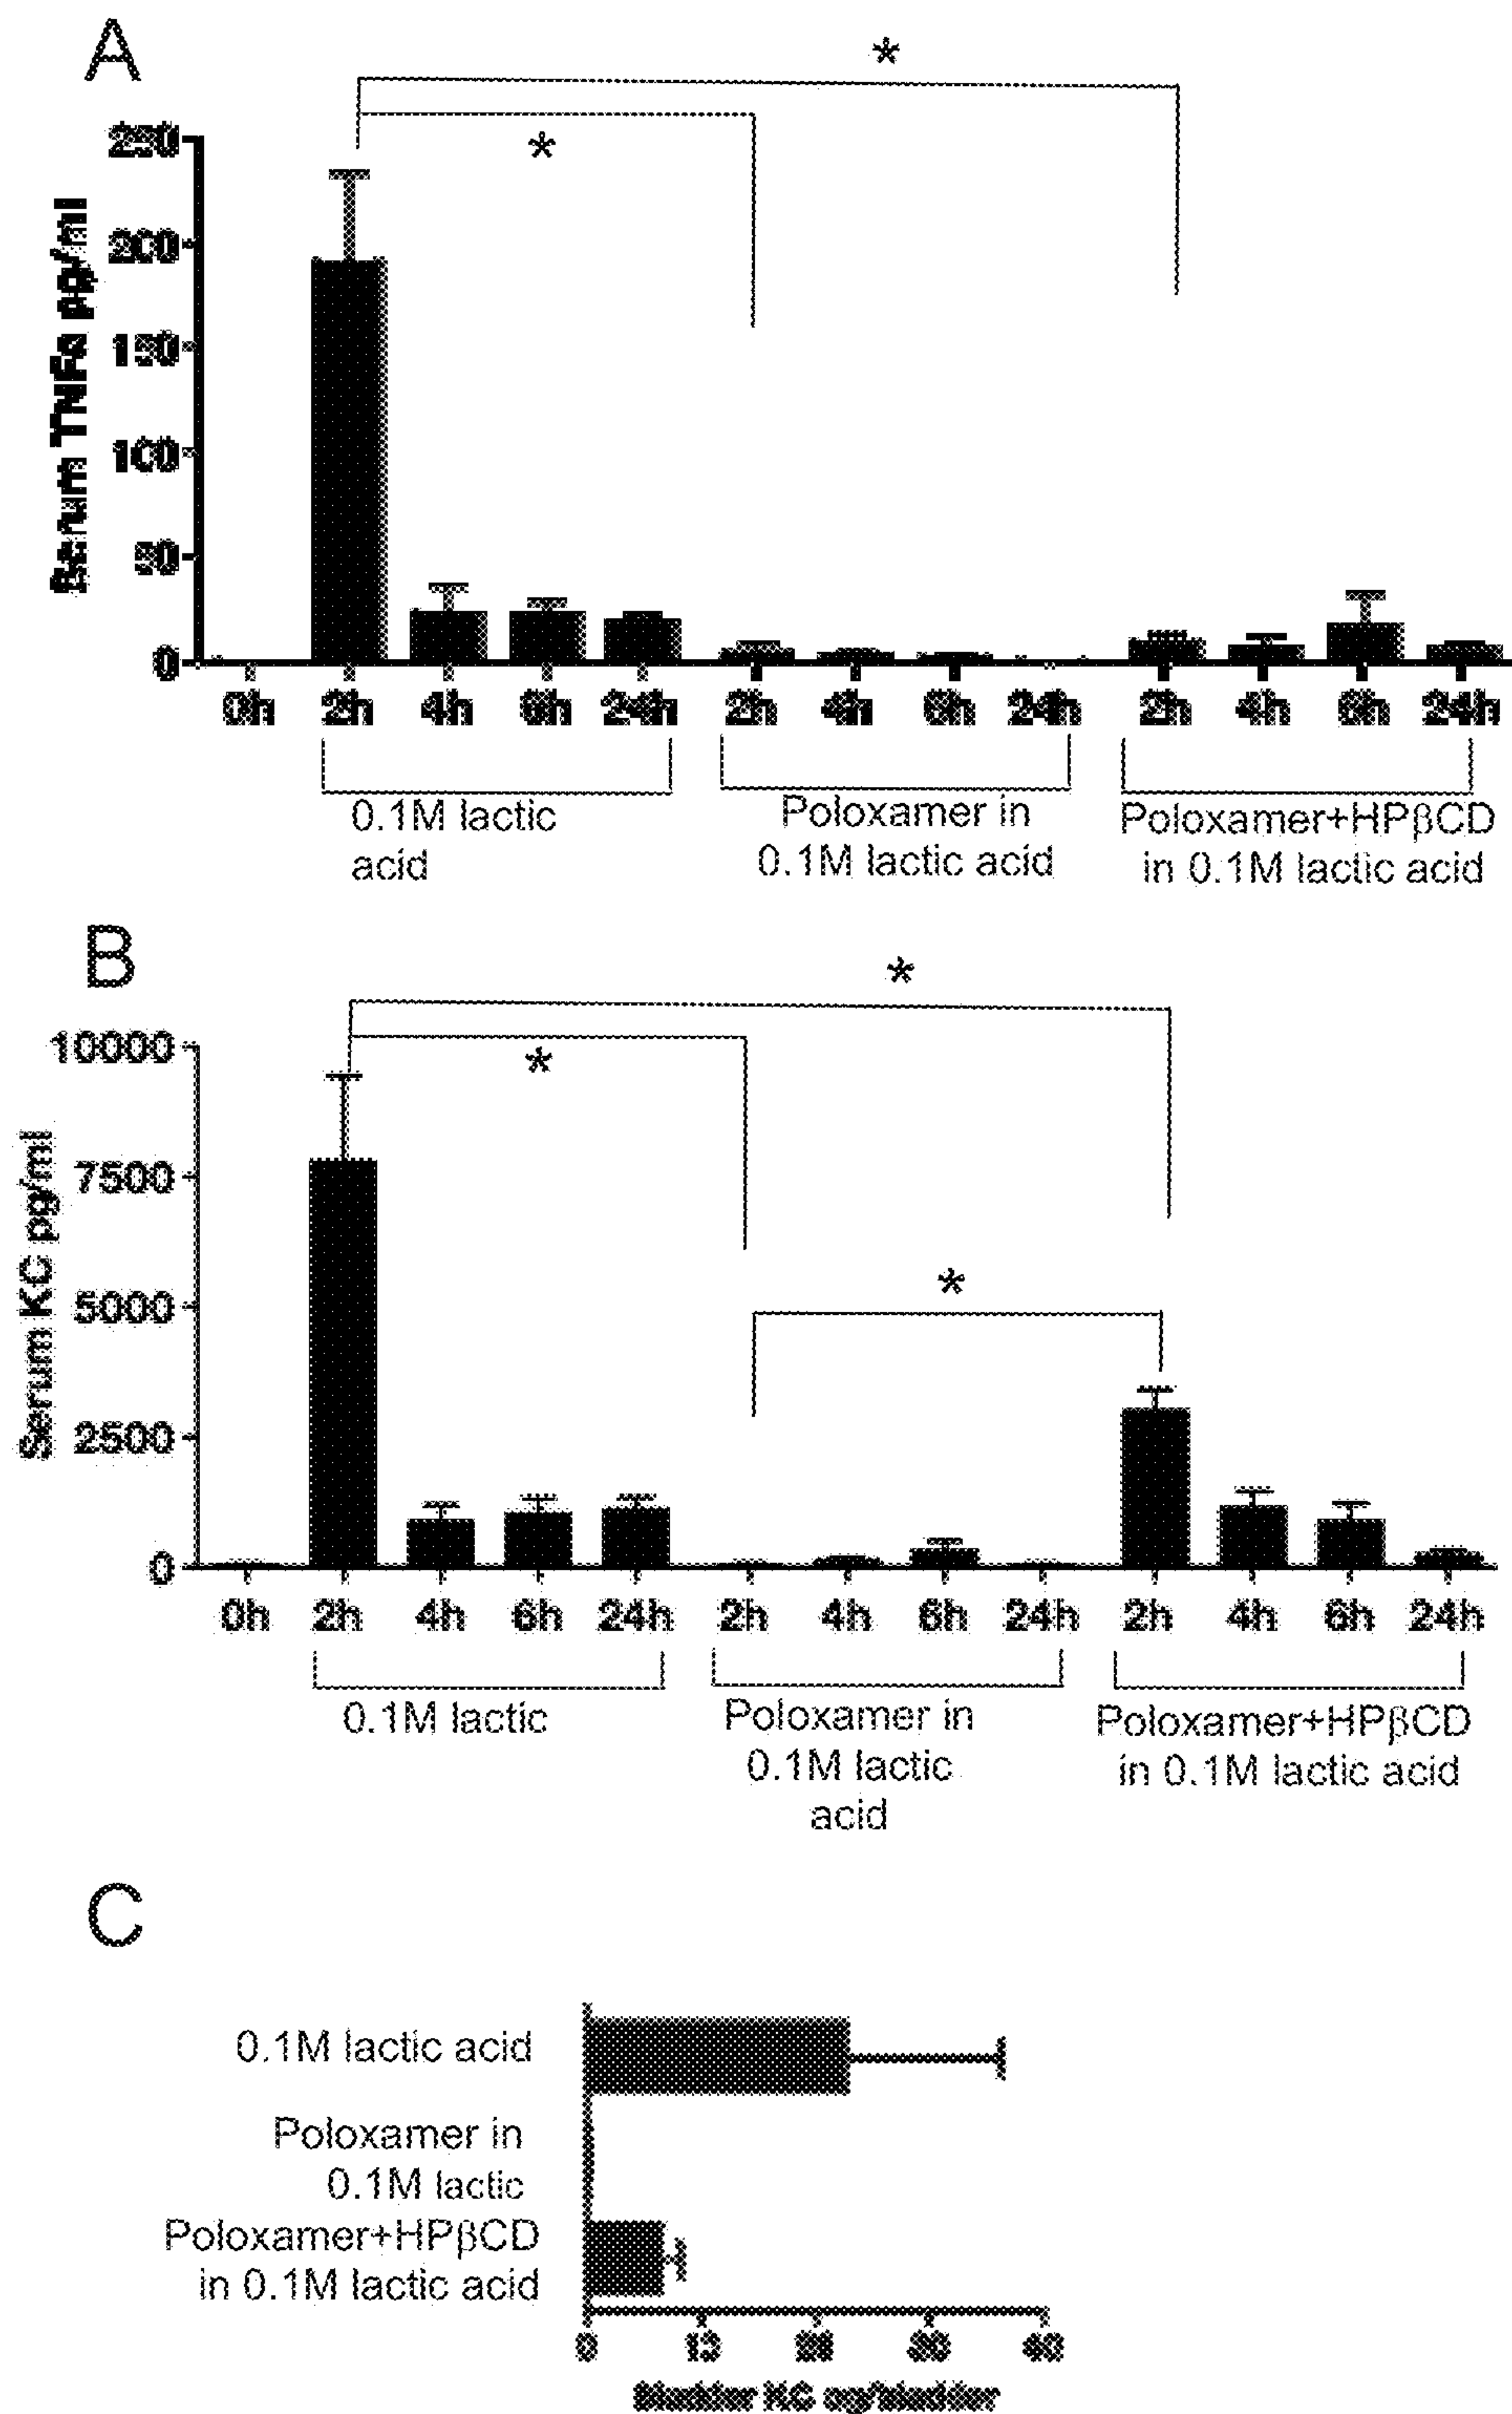 A
*
*
250
200
150
100
50
0
Serum TNFα pg/ml
0h 2h 4h 6h 24h 2h 4h 6h 24h 2h 4h 6h 24h
0.1M lactic
acid
Poloxamer in
0.1M lactic acid
Poloxamer+HPβCD
in 0.1M lactic acid
B
*
*
*
10000
7500
5000
2500
0
Serum KC pg/ml
0h 2h 4h 6h 24h 2h 4h 6h 24h 2h 4h 6h 24h
0.1M lactic
Poloxamer in
0.1M lactic
acid
Poloxamer+HPβCD
in 0.1M lactic acid
C
0.1M lactic acid
Poloxamer in
0.1M lactic
Poloxamer+HPβCD
in 0.1M lactic acid
0
Bladder KC